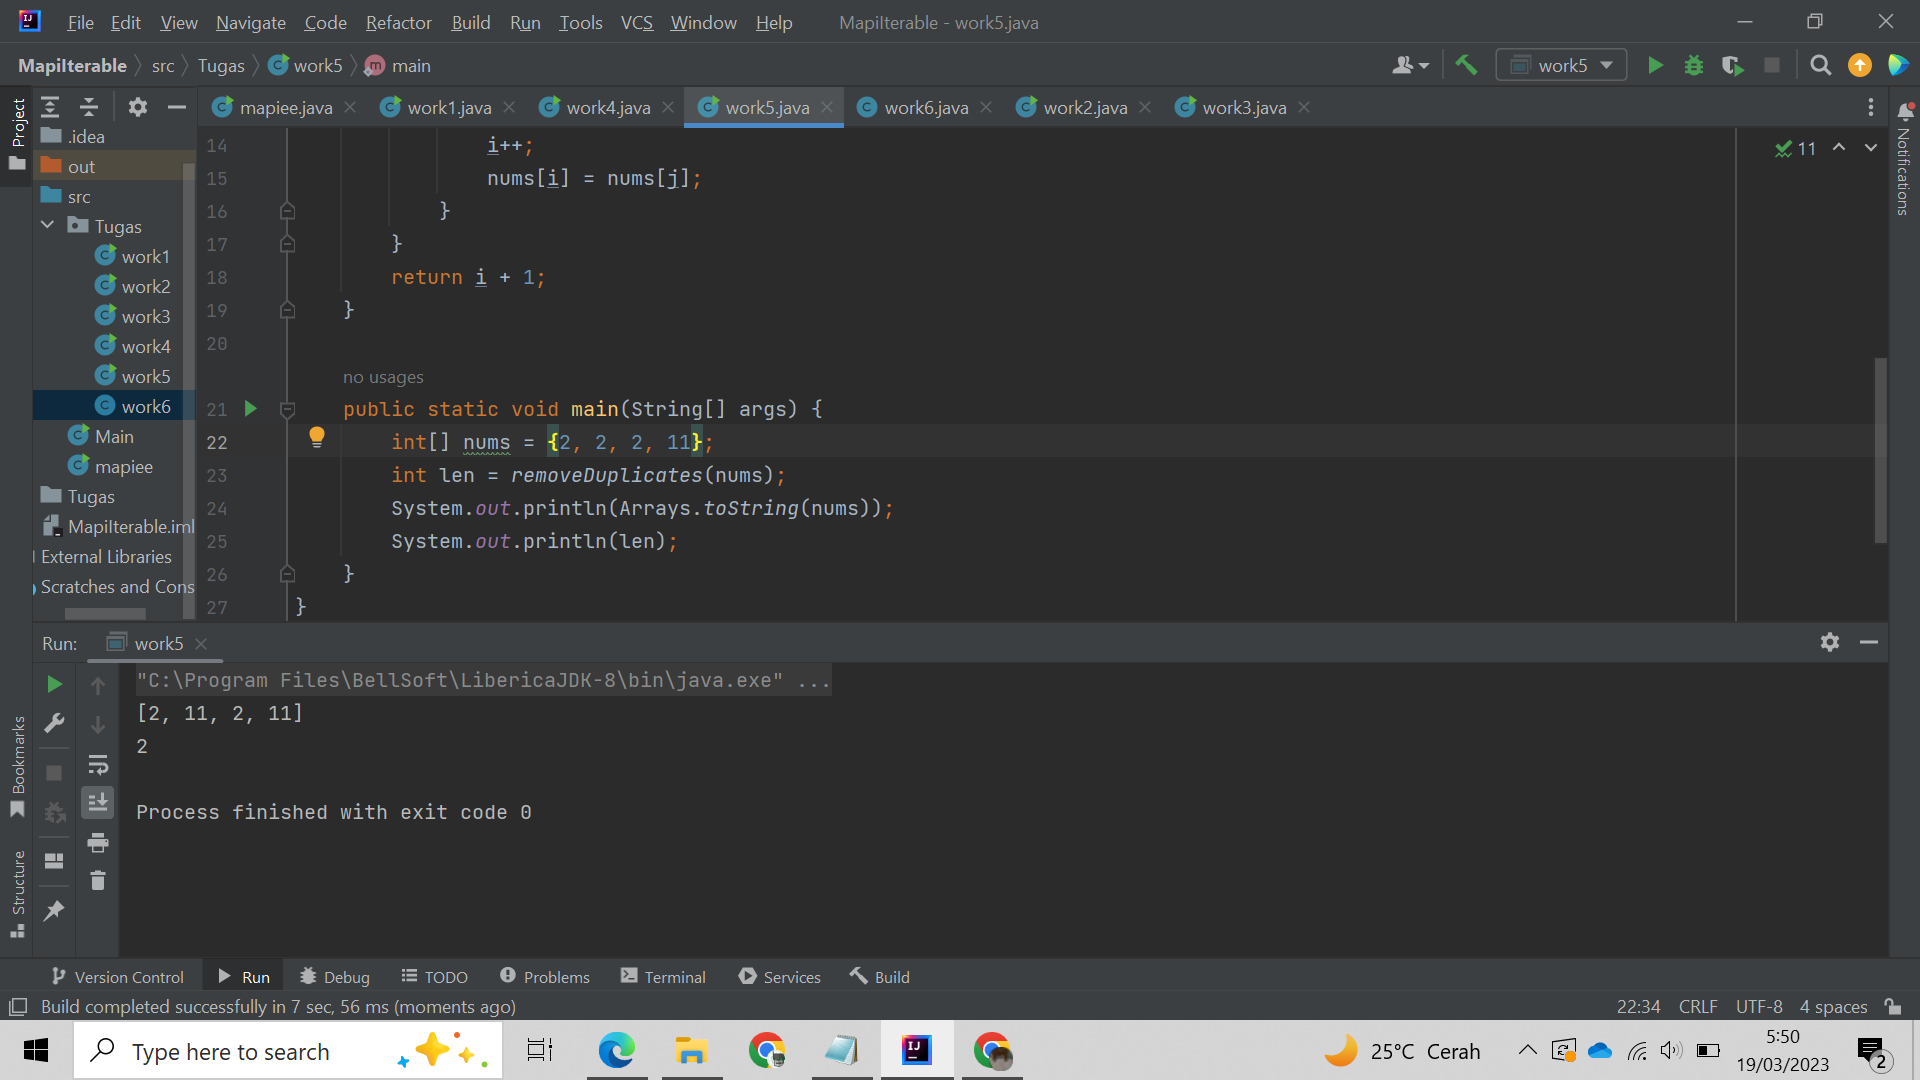 File Edit View Navigate Code Refactor Build Run Tools VCS Window Help MapiIterable - work5.java
MapiIterable src Tugas work5 main work5
mapiee.java work1.java work4.java work5.java work6.java work2.java work3.java
Project
.idea
out
src
Tugas
work1
work2
work3
work4
work5
work6
Main
mapiee
Tugas
MapiIterable.iml
External Libraries
Scratches and Cons
11
Notifications
14 i++;
15 nums[i] = nums[j];
16 }
17 }
18 return i + 1;
19 }
20
no usages
21 public static void main(String[] args) {
22 int[] nums = {2, 2, 2, 11};
23 int len = removeDuplicates(nums);
24 System.out.println(Arrays.toString(nums));
25 System.out.println(len);
26 }
27 }
Run: work5
"C:\Program Files\BellSoft\LibericaJDK-8\bin\java.exe" ...
[2, 11, 2, 11]
2
Process finished with exit code 0
Bookmarks
Structure
Version Control Run Debug TODO Problems Terminal Services Build
Build completed successfully in 7 sec, 56 ms (moments ago) 22:34 CRLF UTF-8 4 spaces
Type here to search 25°C Cerah 5:50
19/03/2023 2